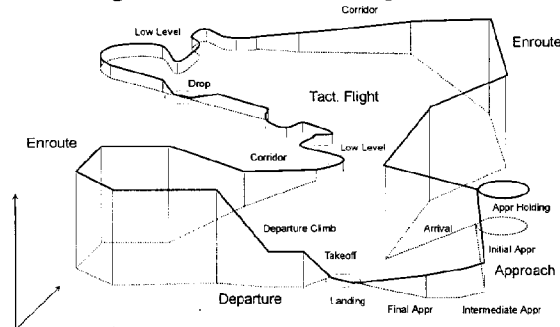 Corridor
Low Level
Enroute
Drop
Tact. Flight
Enroute
Low Level
Corridor
Appr Holding
Departure Climb
Arrival
Takeoff
Initial Appr
Approach
Departure
Landing
Final Appr
Intermediate Appr